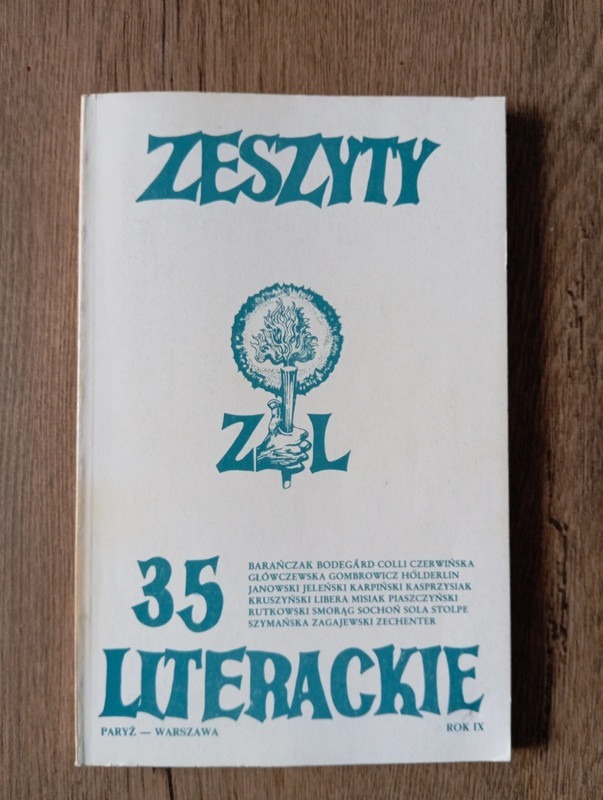 ZESZYTY
Z L
35
BARAŃCZAK BODEGÅRD COLLI CZERWIŃSKA
GŁÓWCZEWSKA GOMBROWICZ HÖLDERLIN
JANOWSKI JELEŃSKI KARPIŃSKI KASPRZYSIAK
KRUSZYŃSKI LIBERA MISIAK PIASZCZYŃSKI
RUTKOWSKI SMORĄG SOCHOŃ SOLA STOLPE
SZYMAŃSKA ZAGAJEWSKI ZECHENTER
LITERACKIE
PARYŻ — WARSZAWA
ROK IX